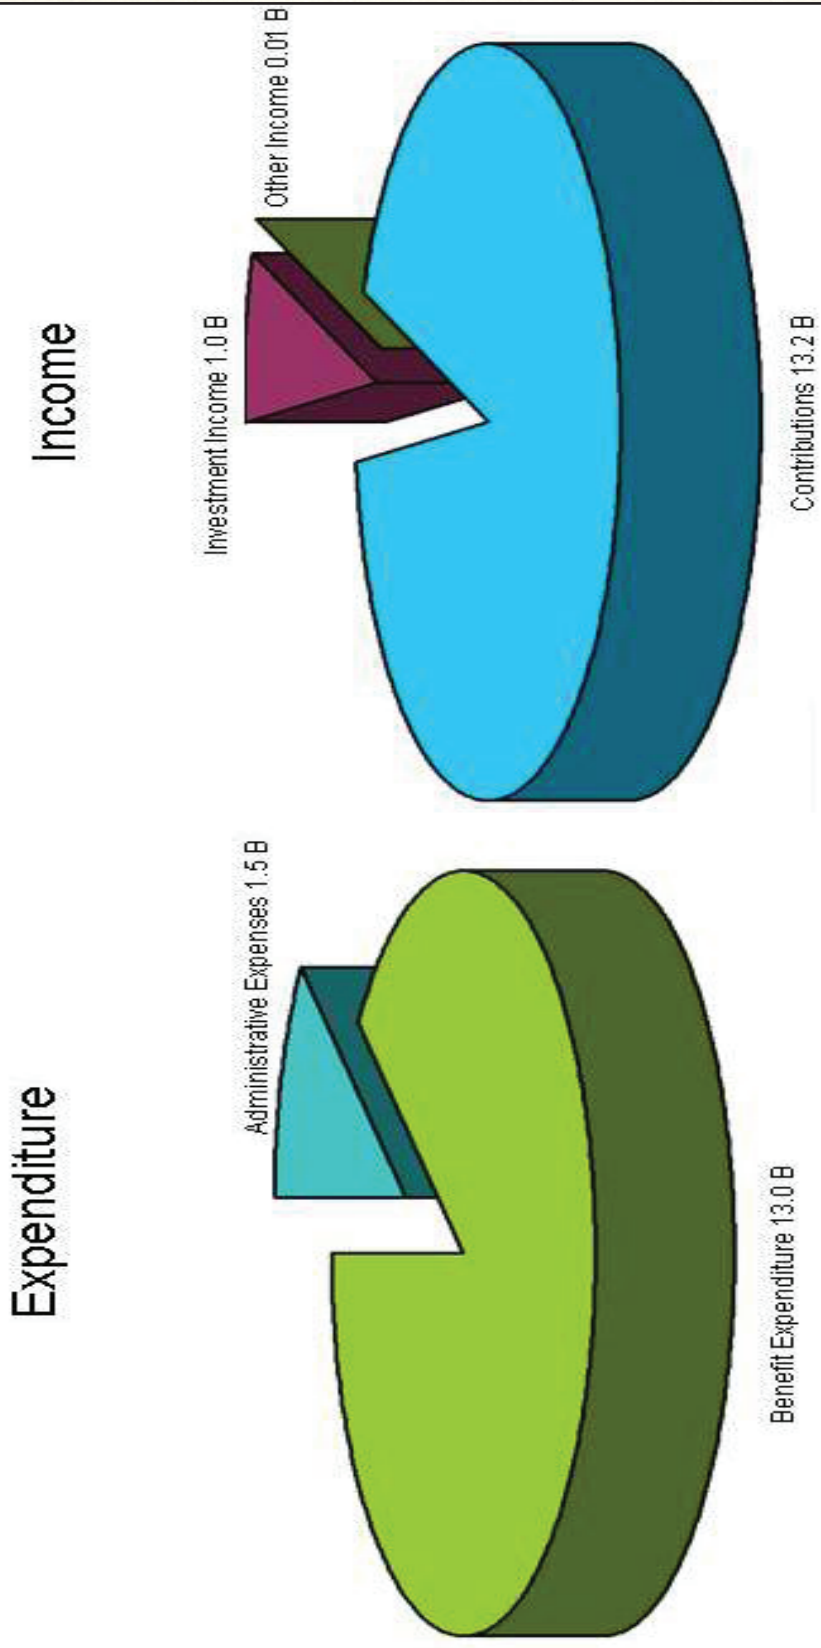 Expenditure
Administrative Expenses 1.5 B
Benefit Expenditure 13.0 B
Income
Other Income 0.01 B
Investment Income 1.0 B
Contributions 13.2 B